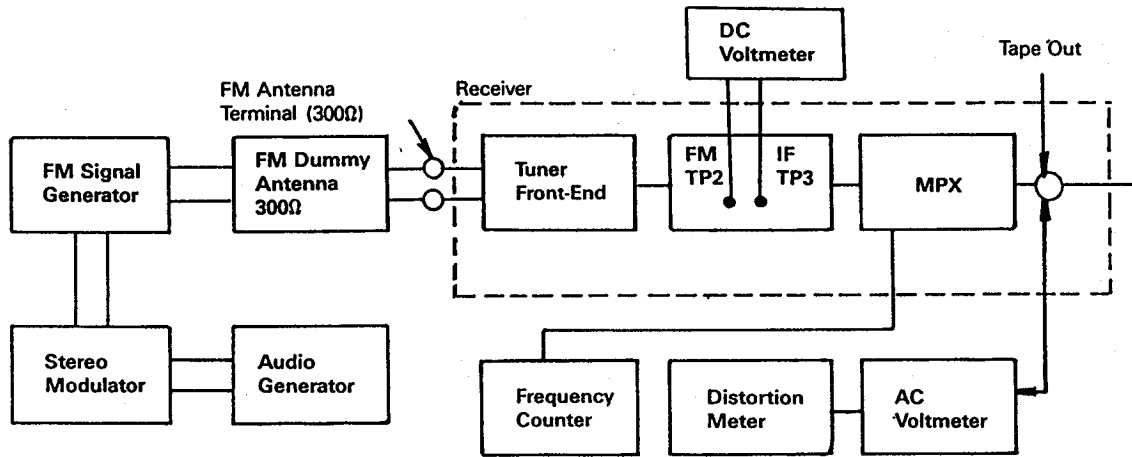 DC
Voltmeter
Tape Out
FM Antenna
Terminal (300Ω)
Receiver
FM Signal
Generator
FM Dummy
Antenna
300Ω
Tuner
Front-End
FM IF
TP2 TP3
MPX
Stereo
Modulator
Audio
Generator
Frequency
Counter
Distortion
Meter
AC
Voltmeter